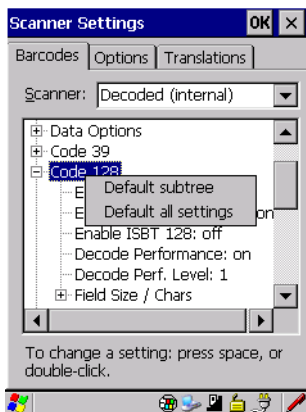 Scanner Settings OK ×
Barcodes Options Translations
Scanner: Decoded (internal)
Data Options
Code 39
Code 128
Default subtree
Default all settings
Enable ISBT 128: off
Decode Performance: on
Decode Perf. Level: 1
Field Size / Chars
To change a setting: press space, or
double-click.